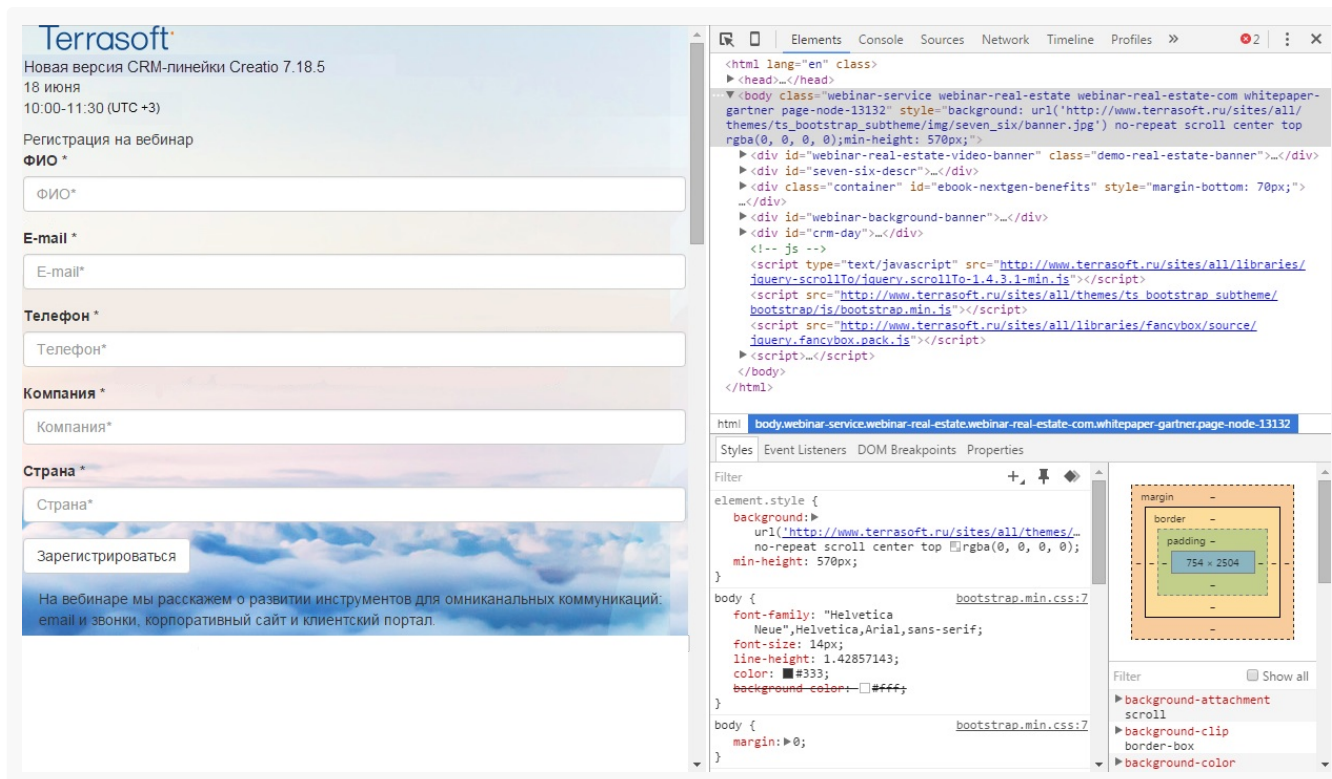 Terrasoft
Новая версия CRM-линейки Creatio 7.18.5
18 июня
10:00-11:30 (UTC +3)
Регистрация на вебинар
ФИО *
ФИО*
E-mail *
E-mail*
Телефон *
Телефон*
Компания *
Компания*
Страна *
Страна*
Зарегистрироваться
На вебинаре мы расскажем о развитии инструментов для омниканальных коммуникаций:
email и звонки, корпоративный сайт и клиентский портал.
Elements Console Sources Network Timeline Profiles » 2
<html lang="en" class>
▶<head>…</head>
▼<body class="webinar-service webinar-real-estate webinar-real-estate-com whitepaper-
gartner page-node-13132" style="background: url('http://www.terrasoft.ru/sites/all/
themes/ts_bootstrap_subtheme/img/seven_six/banner.jpg') no-repeat scroll center top
rgba(0, 0, 0, 0);min-height: 570px;">
▶<div id="webinar-real-estate-video-banner" class="demo-real-estate-banner">…</div>
▶<div id="seven-six-descr">…</div>
▶<div class="container" id="ebook-nextgen-benefits" style="margin-bottom: 70px;">
…</div>
▶<div id="webinar-background-banner">…</div>
▶<div id="crm-day">…</div>
<!-- js -->
<script type="text/javascript" src="http://www.terrasoft.ru/sites/all/libraries/
jquery-scrollTo/jquery.scrollTo-1.4.3.1-min.js"></script>
<script src="http://www.terrasoft.ru/sites/all/themes/ts_bootstrap_subtheme/
bootstrap/js/bootstrap.min.js"></script>
<script src="http://www.terrasoft.ru/sites/all/libraries/fancybox/source/
jquery.fancybox.pack.js"></script>
▶<script>…</script>
</body>
</html>
html body.webinar-service.webinar-real-estate.webinar-real-estate-com.whitepaper-gartner.page-node-13132
Styles Event Listeners DOM Breakpoints Properties
Filter
element.style {
background:▶
url('http://www.terrasoft.ru/sites/all/themes/…
no-repeat scroll center top rgba(0, 0, 0, 0);
min-height: 570px;
}
body { bootstrap.min.css:7
font-family: "Helvetica
Neue",Helvetica,Arial,sans-serif;
font-size: 14px;
line-height: 1.42857143;
color: #333;
background-color: #fff;
}
body { bootstrap.min.css:7
margin:▶0;
}
margin –
border –
padding –
– – – 754 × 2504 – – –
–
–
–
Filter Show all
▶background-attachment
scroll
▶background-clip
border-box
▶background-color